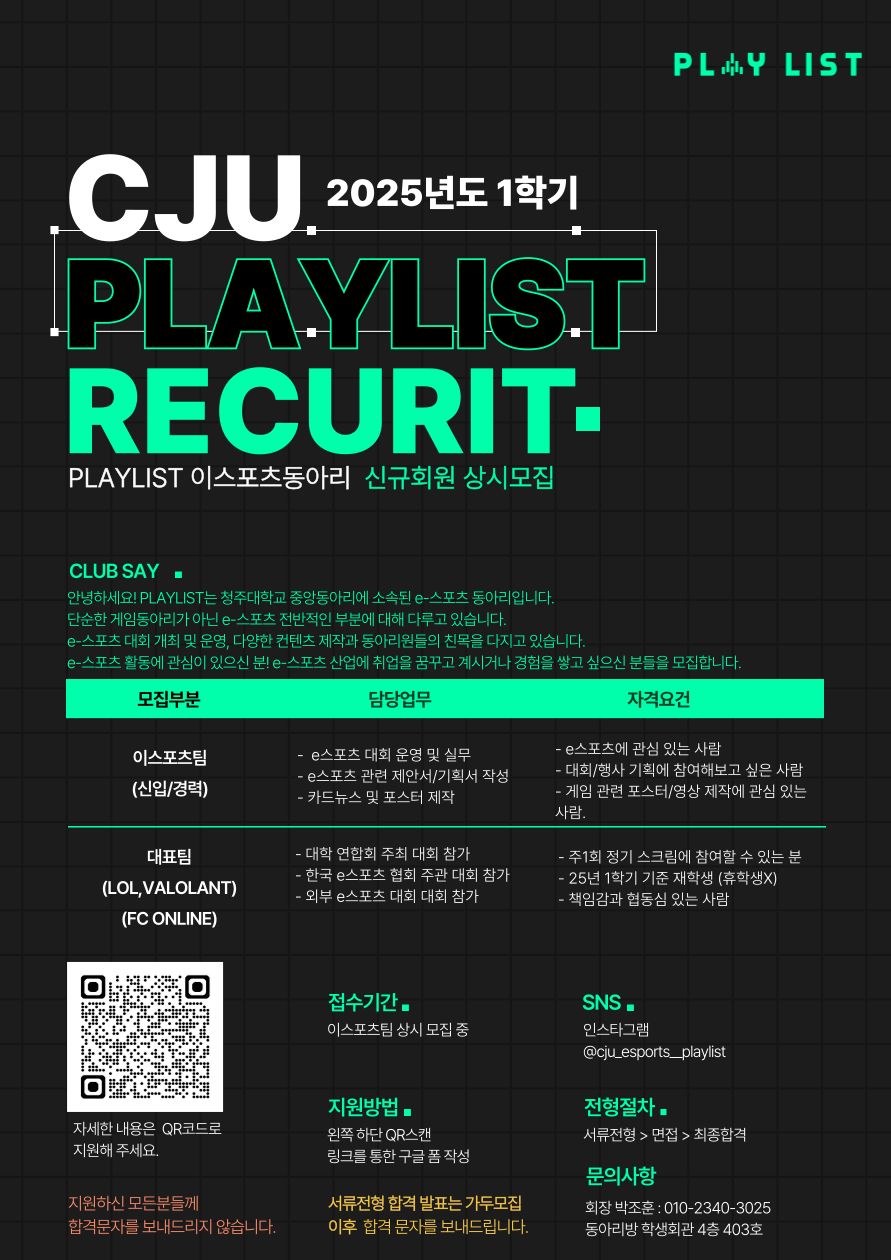 PLAY LIST
CJU
2025년도 1학기
PLAYLIST
RECURIT
PLAYLIST 이스포츠동아리 신규회원 상시모집
CLUB SAY
안녕하세요! PLAYLIST는 청주대학교 중앙동아리에 소속된 e-스포츠 동아리입니다.
단순한 게임동아리가 아닌 e-스포츠 전반적인 부분에 대해 다루고 있습니다.
e-스포츠 대회 개최 및 운영, 다양한 컨텐츠 제작과 동아리원들의 친목을 다지고 있습니다.
e-스포츠 활동에 관심이 있으신 분! e-스포츠 산업에 취업을 꿈꾸고 계시거나 경험을 쌓고 싶으신 분들을 모집합니다.
모집부분 담당업무 자격요건
이스포츠팀
(신입/경력)
- e스포츠 대회 운영 및 실무
- e스포츠 관련 제안서/기획서 작성
- 카드뉴스 및 포스터 제작
- e스포츠에 관심 있는 사람
- 대회/행사 기획에 참여해보고 싶은 사람
- 게임 관련 포스터/영상 제작에 관심 있는
사람.
대표팀
(LOL,VALOLANT)
(FC ONLINE)
- 대학 연합회 주최 대회 참가
- 한국 e스포츠 협회 주관 대회 참가
- 외부 e스포츠 대회 대회 참가
- 주1회 정기 스크림에 참여할 수 있는 분
- 25년 1학기 기준 재학생 (휴학생X)
- 책임감과 협동심 있는 사람
자세한 내용은 QR코드로
지원해 주세요.
접수기간
이스포츠팀 상시 모집 중
SNS
인스타그램
@cju_esports__playlist
지원방법
왼쪽 하단 QR스캔
링크를 통한 구글 폼 작성
전형절차
서류전형 > 면접 > 최종합격
문의사항
회장 박조훈 : 010-2340-3025
동아리방 학생회관 4층 403호
지원하신 모든분들께
합격문자를 보내드리지 않습니다.
서류전형 합격 발표는 가두모집
이후 합격 문자를 보내드립니다.